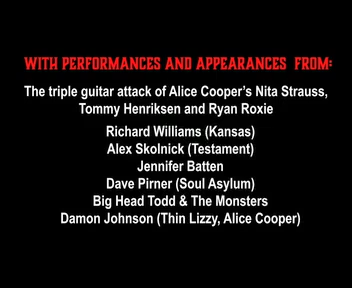 WITH PERFORMANCES AND APPEARANCES FROM:
The triple guitar attack of Alice Cooper's Nita Strauss,
Tommy Henriksen and Ryan Roxie
Richard Williams (Kansas)
Alex Skolnick (Testament)
Jennifer Batten
Dave Pirner (Soul Asylum)
Big Head Todd & The Monsters
Damon Johnson (Thin Lizzy, Alice Cooper)